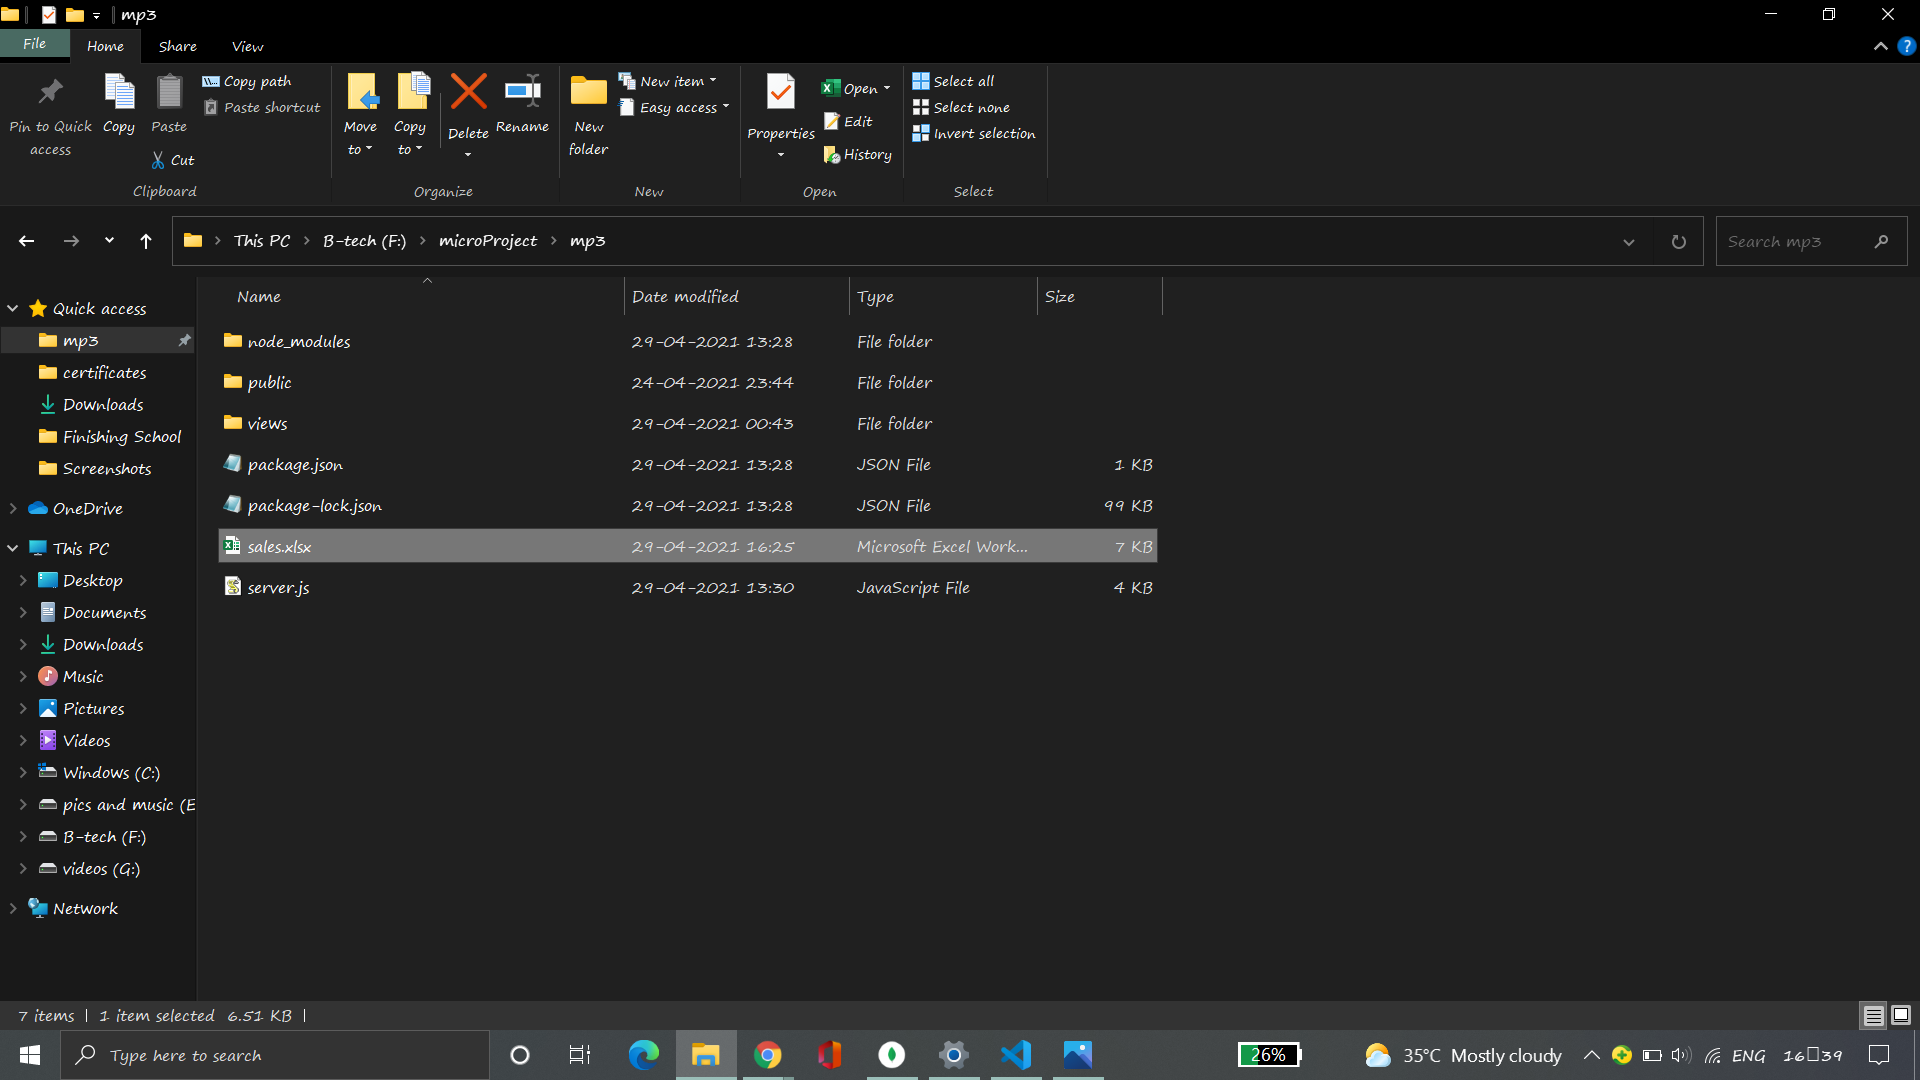 mp3
File
Home
Share
View
Pin to Quick access
Copy
Paste
Copy path
Paste shortcut
Cut
Clipboard
Move to
Copy to
Delete
Rename
Organize
New folder
New item
Easy access
New
Properties
Open
Edit
History
Open
Select all
Select none
Invert selection
Select
This PC > B-tech (F:) > microProject > mp3
Search mp3
Quick access
mp3
certificates
Downloads
Finishing School
Screenshots
OneDrive
This PC
Desktop
Documents
Downloads
Music
Pictures
Videos
Windows (C:)
pics and music (E
B-tech (F:)
videos (G:)
Network
Name Date modified Type Size
node_modules 29-04-2021 13:28 File folder
public 24-04-2021 23:44 File folder
views 29-04-2021 00:43 File folder
package.json 29-04-2021 13:28 JSON File 1 KB
package-lock.json 29-04-2021 13:28 JSON File 99 KB
sales.xlsx 29-04-2021 16:25 Microsoft Excel Work... 7 KB
server.js 29-04-2021 13:30 JavaScript File 4 KB
7 items 1 item selected 6.51 KB
Type here to search
26%
35°C Mostly cloudy
ENG
16□39